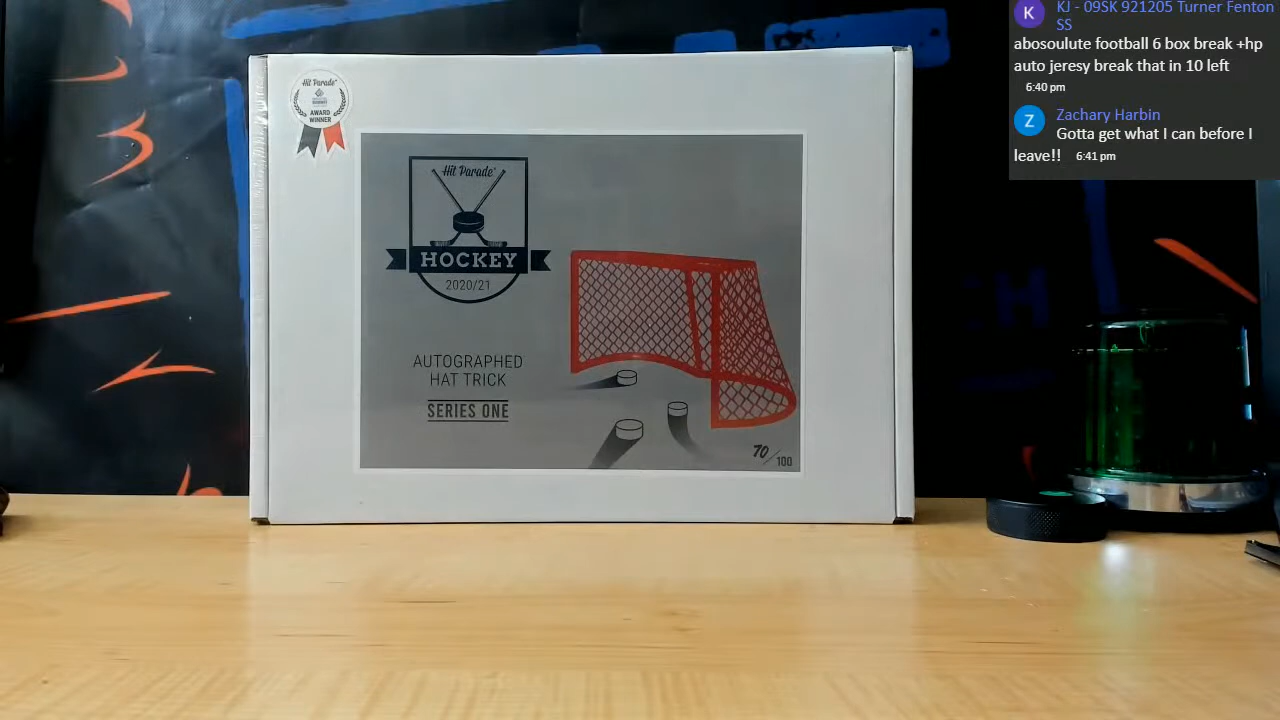 KJ - 09SK 921205 Turner Fenton
SS
abosoulute football 6 box break +hp
auto jeresy break that in 10 left
6:40 pm
Zachary Harbin
Gotta get what I can before I
leave!! 6:41 pm
K
Z
Hit Parade
AWARD
WINNER
Hit Parade
HOCKEY
2020/21
AUTOGRAPHED
HAT TRICK
SERIES ONE
70/100